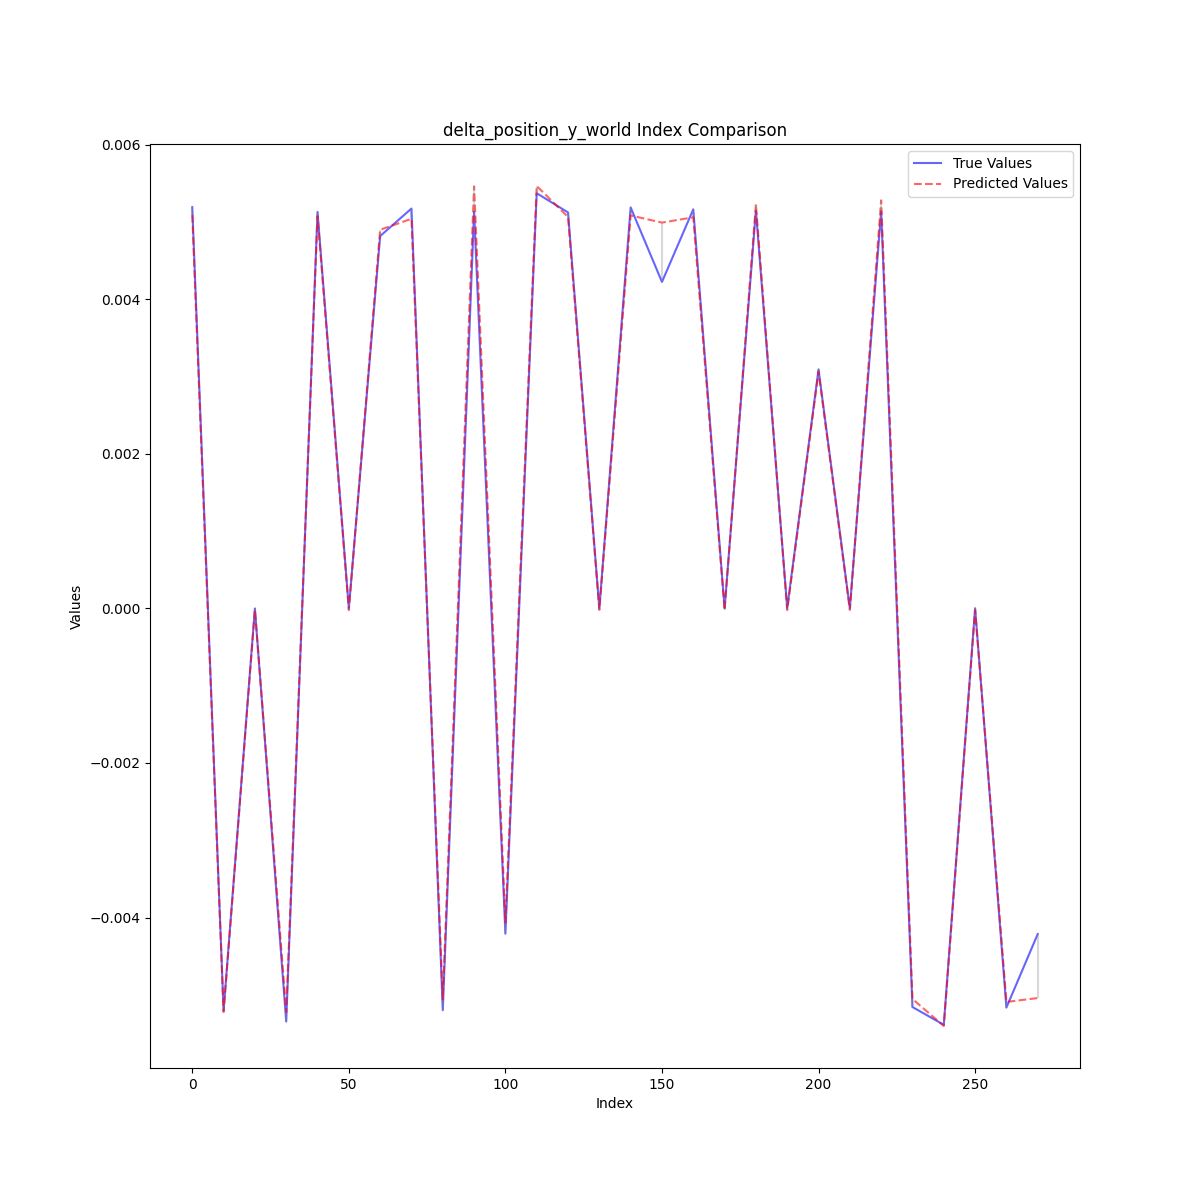 delta_position_y_world Index Comparison
True Values
Predicted Values
0.006
0.004
0.002
0.000
−0.002
−0.004
Values
0 50 100 150 200 250
Index